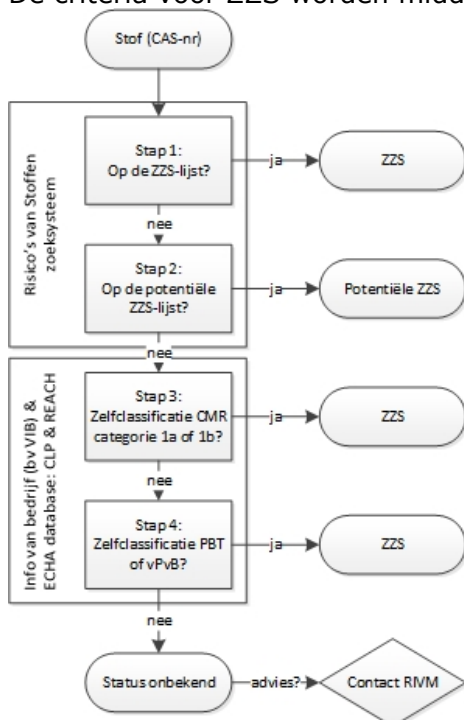 De criteria voor ZZS worden midd
Stof (CAS-nr)
Risico's van Stoffen
zoeksysteem
Stap 1:
Op de ZZS-lijst?
ja
ZZS
nee
Stap 2:
Op de potentiële
ZZS-lijst?
ja
Potentiële ZZS
nee
Info van bedrijf (bv VIB) &
ECHA database: CLP & REACH
Stap 3:
Zelfclassificatie CMR
categorie 1a of 1b?
ja
ZZS
nee
Stap 4:
Zelfclassificatie PBT
of vPvB?
ja
ZZS
nee
Status onbekend
advies?
Contact RIVM